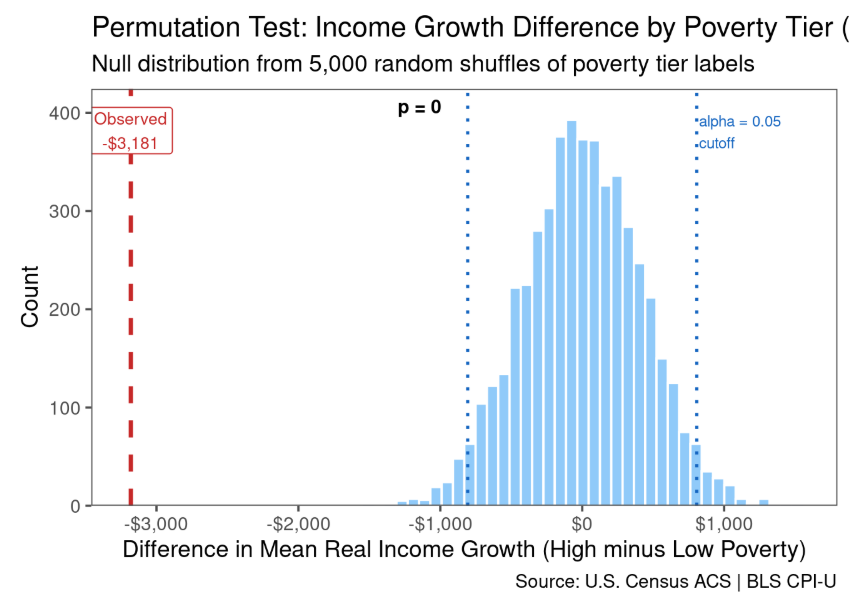 Permutation Test: Income Growth Difference by Poverty Tier (
Null distribution from 5,000 random shuffles of poverty tier labels
400
300
200
100
0
Count
Observed
-$3,181
p = 0
alpha = 0.05
cutoff
-$3,000
-$2,000
-$1,000
$0
$1,000
Difference in Mean Real Income Growth (High minus Low Poverty)
Source: U.S. Census ACS | BLS CPI-U